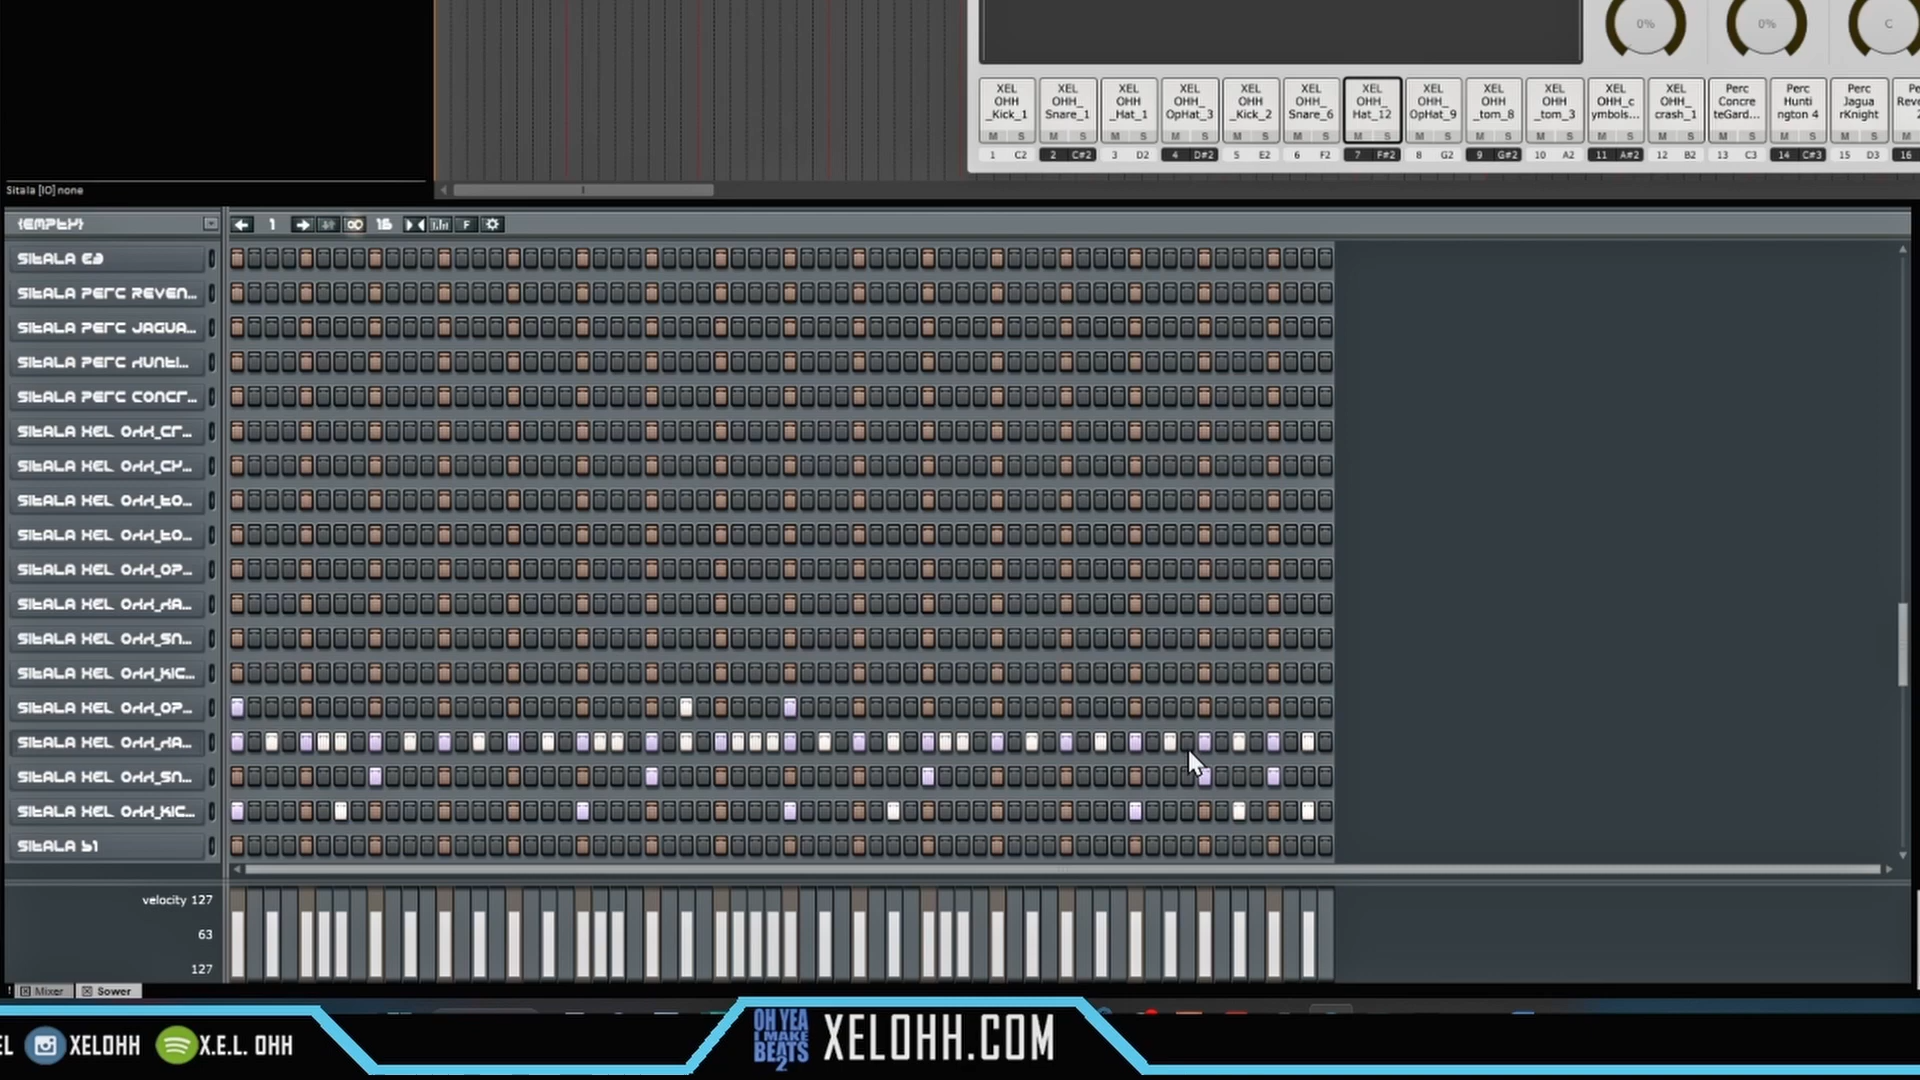 0%
0%
C
XEL OHH _Kick_1
XEL OHH_ Snare_1
XEL OHH _Hat_1
XEL OHH_ OpHat_3
XEL OHH _Kick_2
XEL OHH_ Snare_6
XEL OHH_ Hat_12
XEL OHH_ OpHat_9
XEL OHH _tom_8
XEL OHH _tom_3
XEL OHH_c ymbols...
XEL OHH_ crash_1
Perc Concre teGard...
Perc Hunti ngton 4
Perc Jagua rKnight
M S M S M S M S M S M S M S M S M S M S M S M S M S M S M S M
1 C2 2 C#2 3 D2 4 D#2 5 E2 6 F2 7 F#2 8 G2 9 G#2 10 A2 11 A#2 12 B2 13 C3 14 C#3 15 D3 16
Sitala [IO] none
(EMPTY)
1
16
F
SITALA E3
SITALA PERC REVEN...
SITALA PERC JAGUA...
SITALA PERC HUNTI...
SITALA PERC CONCR...
SITALA XEL OHH_CR...
SITALA XEL OHH_CY...
SITALA XEL OHH_TO...
SITALA XEL OHH_TO...
SITALA XEL OHH_OP...
SITALA XEL OHH_HA...
SITALA XEL OHH_SN...
SITALA XEL OHH_KIC...
SITALA XEL OHH_OP...
SITALA XEL OHH_HA...
SITALA XEL OHH_SN...
SITALA XEL OHH_KIC...
SITALA B1
velocity 127
63
127
Mixer
Sower
XELOHH
X.E.L. OHH
OH YEA
I MAKE
BEATS
2
XELOHH.COM